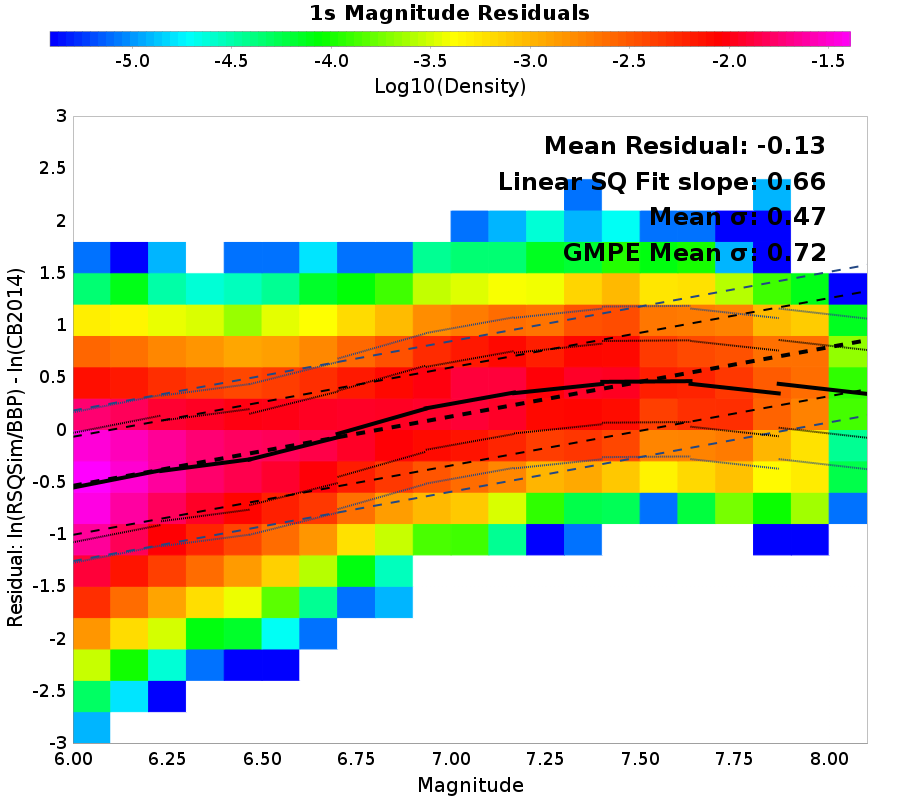 1s Magnitude Residuals
-5.0 -4.5 -4.0 -3.5 -3.0 -2.5 -2.0 -1.5
Log10(Density)
Mean Residual: -0.13
Linear SQ Fit slope: 0.66
Mean σ: 0.47
GMPE Mean σ: 0.72
Residual: ln(RSQSim/BBP) - ln(CB2014)
3
2.5
2
1.5
1
0.5
0
-0.5
-1
-1.5
-2
-2.5
-3
6.00 6.25 6.50 6.75 7.00 7.25 7.50 7.75 8.00
Magnitude